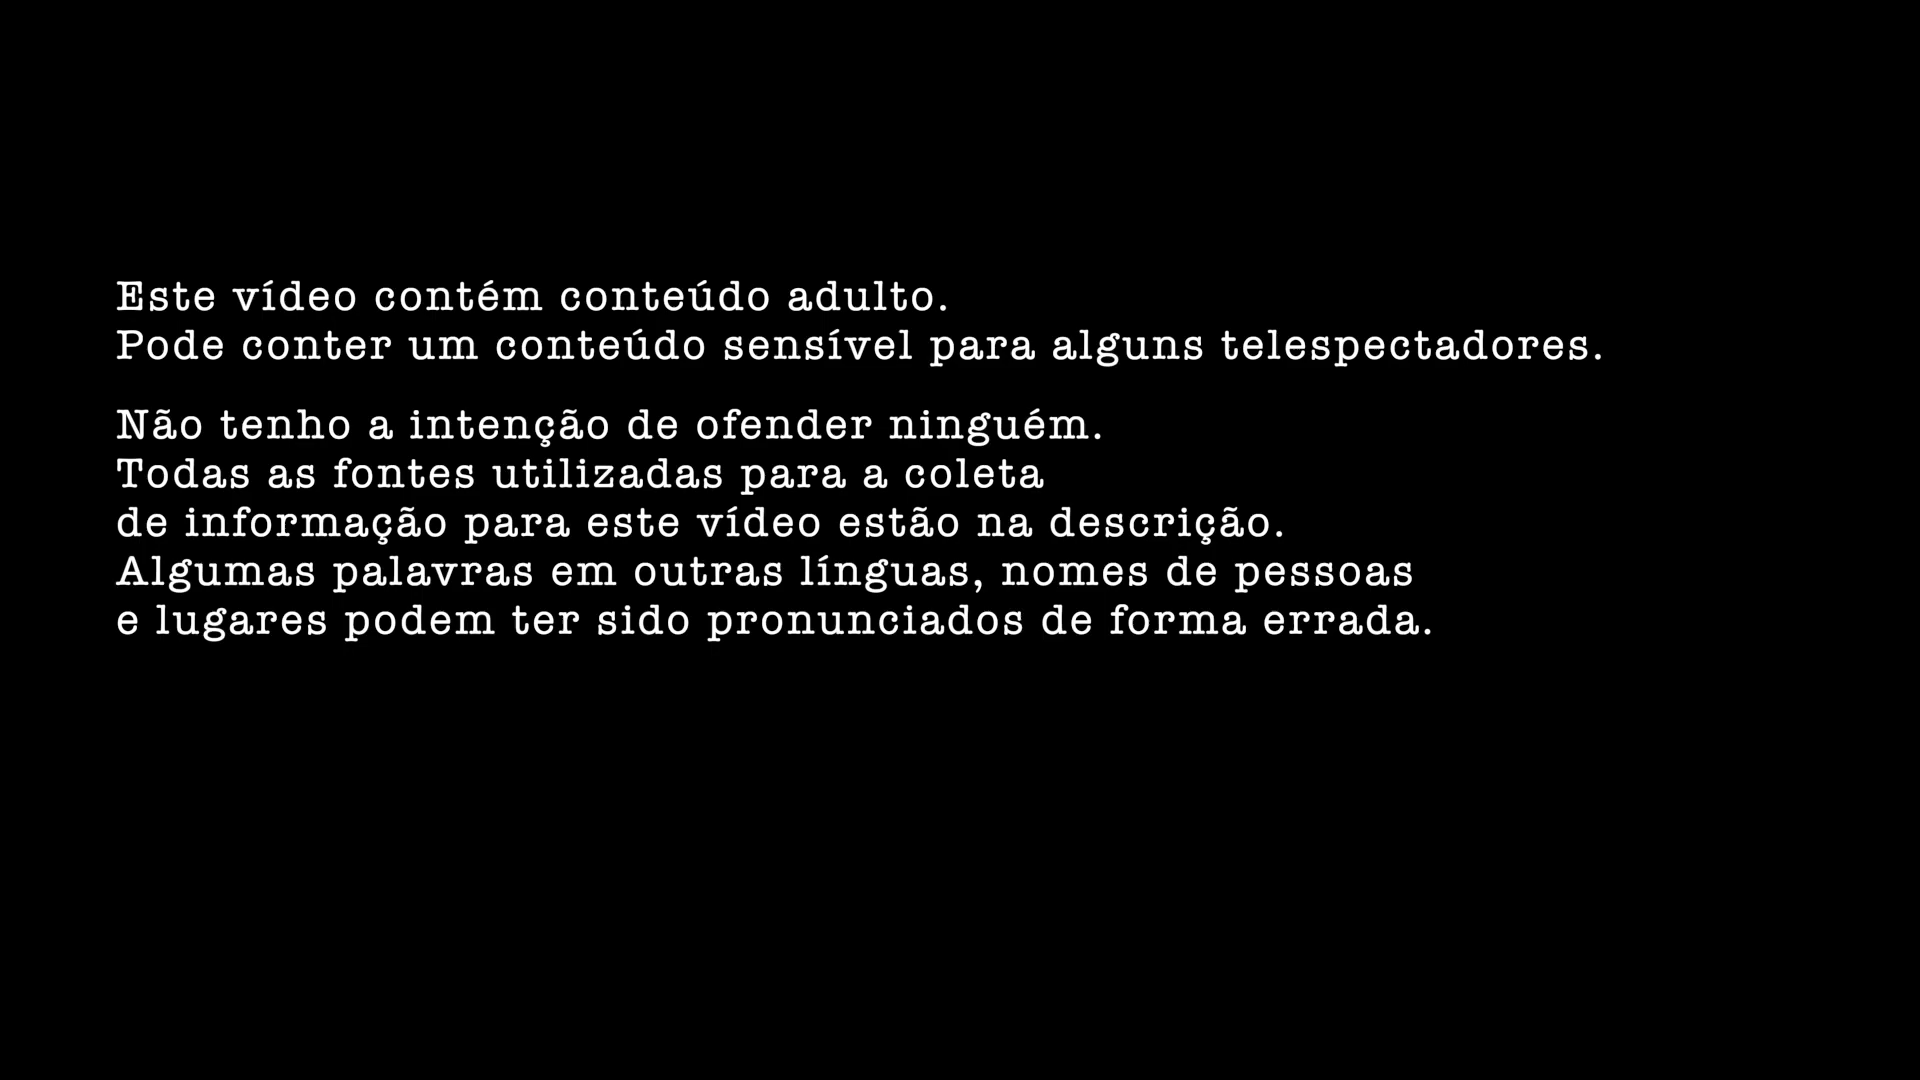 Este vídeo contém conteúdo adulto.
Pode conter um conteúdo sensível para alguns telespectadores.
Não tenho a intenção de ofender ninguém.
Todas as fontes utilizadas para a coleta
de informação para este vídeo estão na descrição.
Algumas palavras em outras línguas, nomes de pessoas
e lugares podem ter sido pronunciados de forma errada.